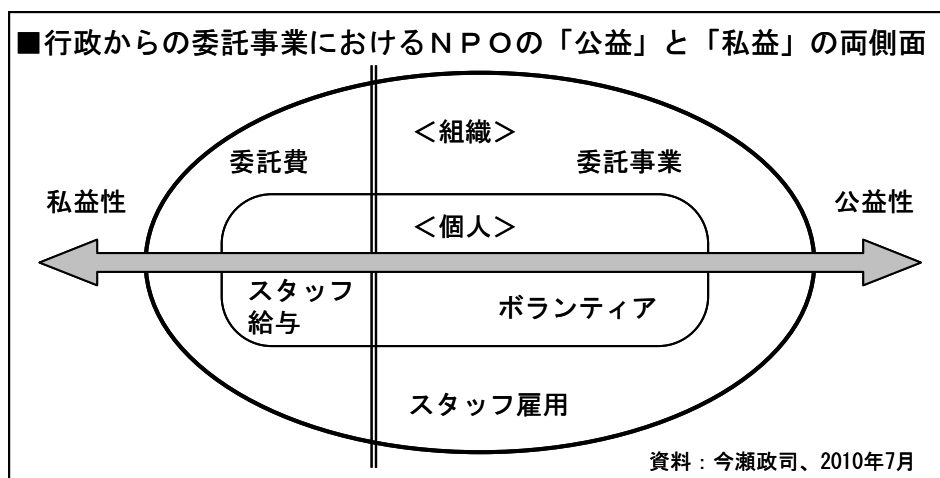 ■行政からの委託事業におけるNPOの「公益」と「私益」の両側面
<組織>
委託費
委託事業
私益性
公益性
<個人>
スタッフ
給与
ボランティア
スタッフ雇用
資料:今瀬政司、2010年7月